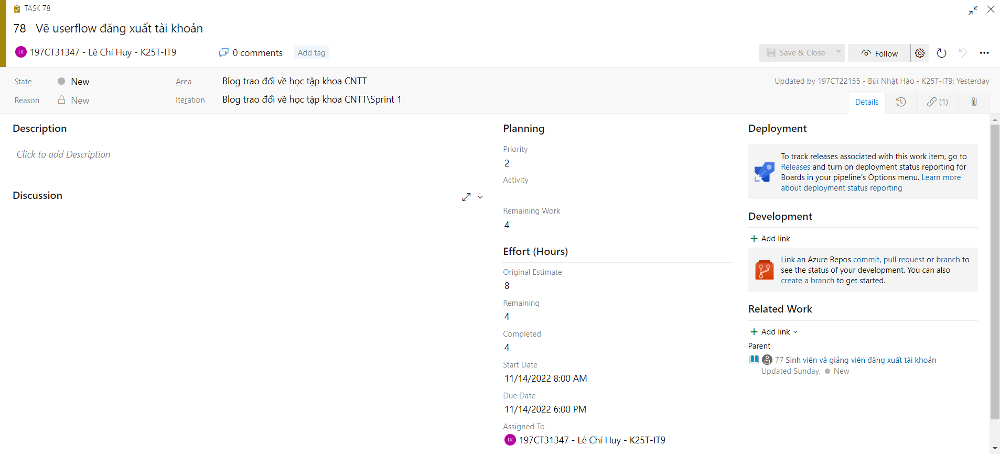 TASK 78
78 Vẽ userflow đăng xuất tài khoản
LK 197CT31347 - Lê Chí Huy - K25T-IT9
0 comments
Add tag
Save & Close
Follow
State
New
Area
Blog trao đổi về học tập khoa CNTT
Updated by 197CT22155 - Bùi Nhật Hào - K25T-IT9: Yesterday
Reason
New
Iteration
Blog trao đổi về học tập khoa CNTT\Sprint 1
Details
(1)
Description
Click to add Description
Discussion
Planning
Priority
2
Activity
Remaining Work
4
Effort (Hours)
Original Estimate
8
Remaining
4
Completed
4
Start Date
11/14/2022 8:00 AM
Due Date
11/14/2022 6:00 PM
Assigned To
LK 197CT31347 - Lê Chí Huy - K25T-IT9
Deployment
To track releases associated with this work item, go to
Releases and turn on deployment status reporting for
Boards in your pipeline's Options menu. Learn more
about deployment status reporting
Development
Add link
Link an Azure Repos commit, pull request or branch to
see the status of your development. You can also
create a branch to get started.
Related Work
Add link
Parent
77 Sinh viên và giảng viên đăng xuất tài khoản
Updated Sunday, New